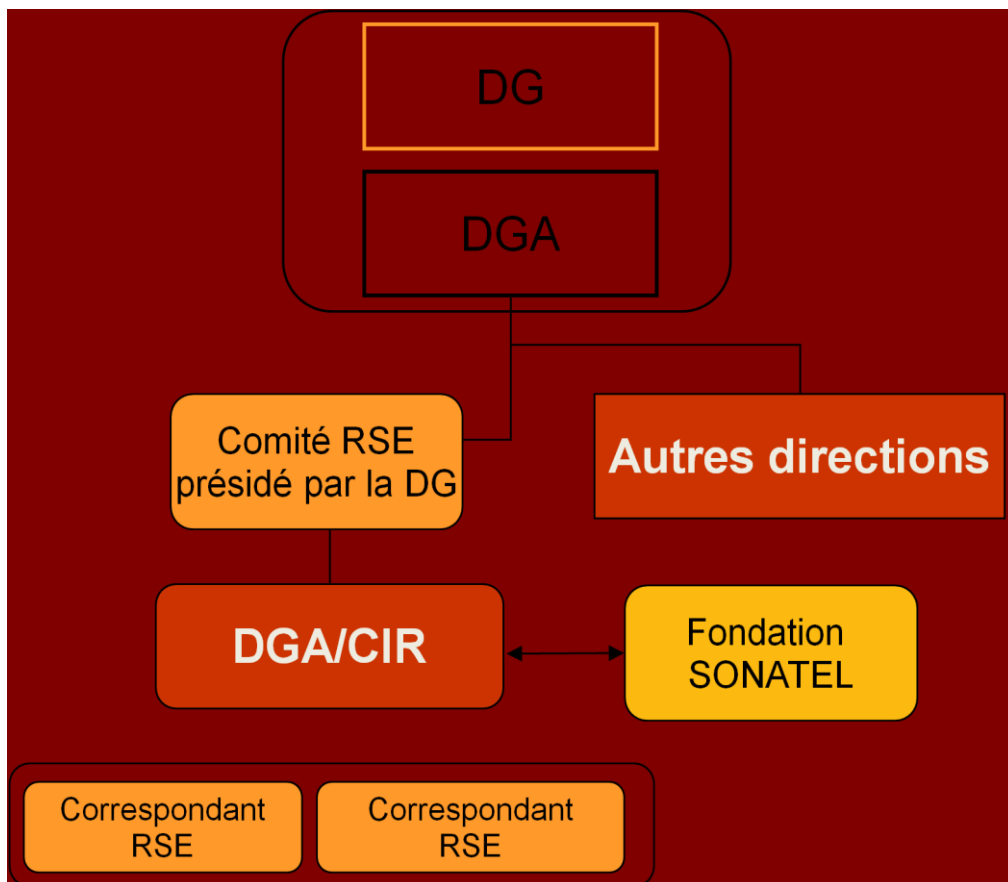 DG
DGA
Comité RSE
présidé par la DG
Autres directions
DGA/CIR
Fondation
SONATEL
Correspondant
RSE
Correspondant
RSE